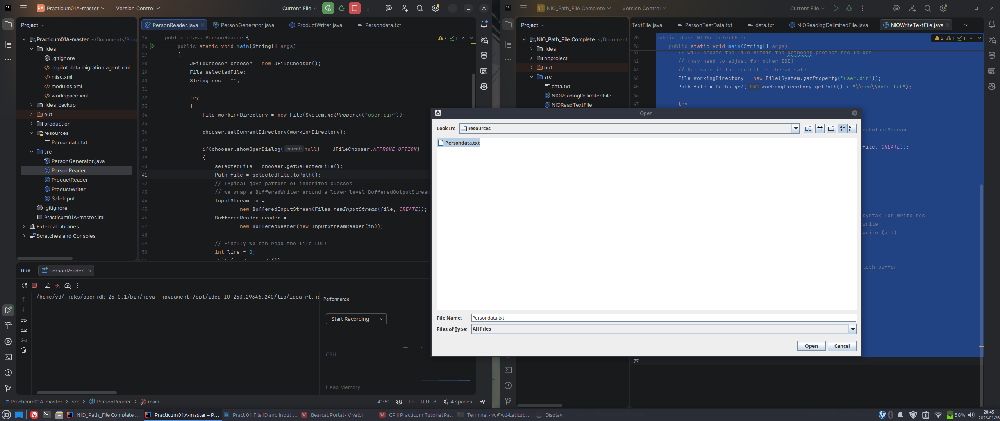 PA Practicum01A-master Version Control Current File
Project
Practicum01A-master ~/Documents/Prog
.idea
.gitignore
copilot.data.migration.agent.xml
misc.xml
modules.xml
workspace.xml
.idea_backup
out
production
resources
Persondata.txt
src
PersonGenerator.java
PersonReader
ProductReader
ProductWriter
SafeInput
.gitignore
Practicum01A-master.iml
External Libraries
Scratches and Consoles
PersonReader.java PersonGenerator.java ProductWriter.java Persondata.txt
24 public class PersonReader { 7 1
26 public static void main(String[] args)
27 {
28 JFileChooser chooser = new JFileChooser();
29 File selectedFile;
30 String rec = "";
31
32 try
33 {
34 File workingDirectory = new File(System.getProperty("user.dir"));
35
36 chooser.setCurrentDirectory(workingDirectory);
37
38 if(chooser.showOpenDialog( parent: null) == JFileChooser.APPROVE_OPTION)
39 {
40 selectedFile = chooser.getSelectedFile();
41 Path file = selectedFile.toPath();
42 // Typical java pattern of inherited classes
43 // we wrap a BufferedWriter around a lower level BufferedOutputStream
44 InputStream in =
45 new BufferedInputStream(Files.newInputStream(file, CREATE));
46 BufferedReader reader =
47 new BufferedReader(new InputStreamReader(in));
48
49 // Finally we can read the file LOL!
50 int line = 0;
51 while(reader.ready())
Run PersonReader
/home/vd/.jdks/openjdk-25.0.1/bin/java -javaagent:/opt/idea-IU-253.29346.240/lib/idea_rt.ja
Performance
Start Recording
CPU
Heap Memory
Practicum01A-master > src > PersonReader > main 41:51 LF UTF-8 4 spaces
NI NIO_Path_File Complete Version Control Current File
Project
NIO_Path_File Complete ~/Document
.idea
nbproject
out
src
data.txt
NIOReadingDelimitedFile
NIOReadTextFile
TextFile.java PersonTestData.txt data.txt NIOReadingDelimitedFile.java NIOWriteTextFile.java
20 public class NIOWriteTextFile 5 1 1
26 public static void main(String[] args)
41 // will create the file within the Netbeans project src folder
42 // (may need to adjust for other IDE)
43 // Not sure if the toolkit is thread safe...
44 File workingDirectory = new File(System.getProperty("user.dir"));
45 Path file = Paths.get( first: workingDirectory.getPath() + "\\src\\data.txt");
46
47 try
edOutputStream
file, CREATE));
;
syntax for write rec
write
write (all)
lush buffer
77
Open
Look In: resources
Persondata.txt
File Name: Persondata.txt
Files of Type: All Files
Open Cancel
NIO_Path_File Complete ... Practicum01A-master – P... Pract 01 File IO and Input ... Bearcat Portal - Vivaldi CP II Practicum Tutorial Pa... Terminal - vd@vd-Latitud... Display
hp 58% 20:45
2026-01-26